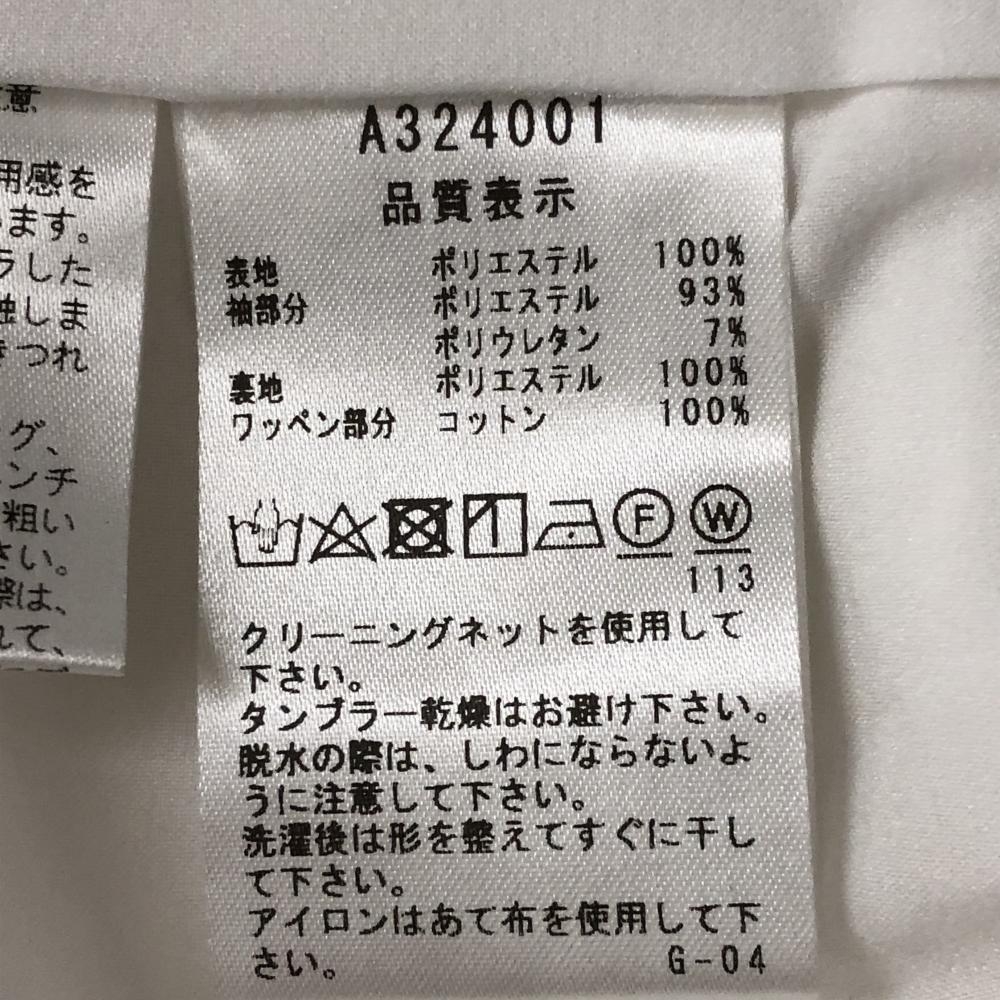 意
用感を
ます。
ラした
触しま
きつれ
グ、
ンチ
粗い
さい。
際は、
れて、
A324001
品質表示
表地 ポリエステル 100%
袖部分 ポリエステル 93%
ポリウレタン 7%
裏地 ポリエステル 100%
ワッペン部分 コットン 100%
F W
113
クリーニングネットを使用して
下さい。
タンブラー乾燥はお避け下さい。
脱水の際は、しわにならないよ
うに注意して下さい。
洗濯後は形を整えてすぐに干し
て下さい。
アイロンはあて布を使用して下
さい。 G-04